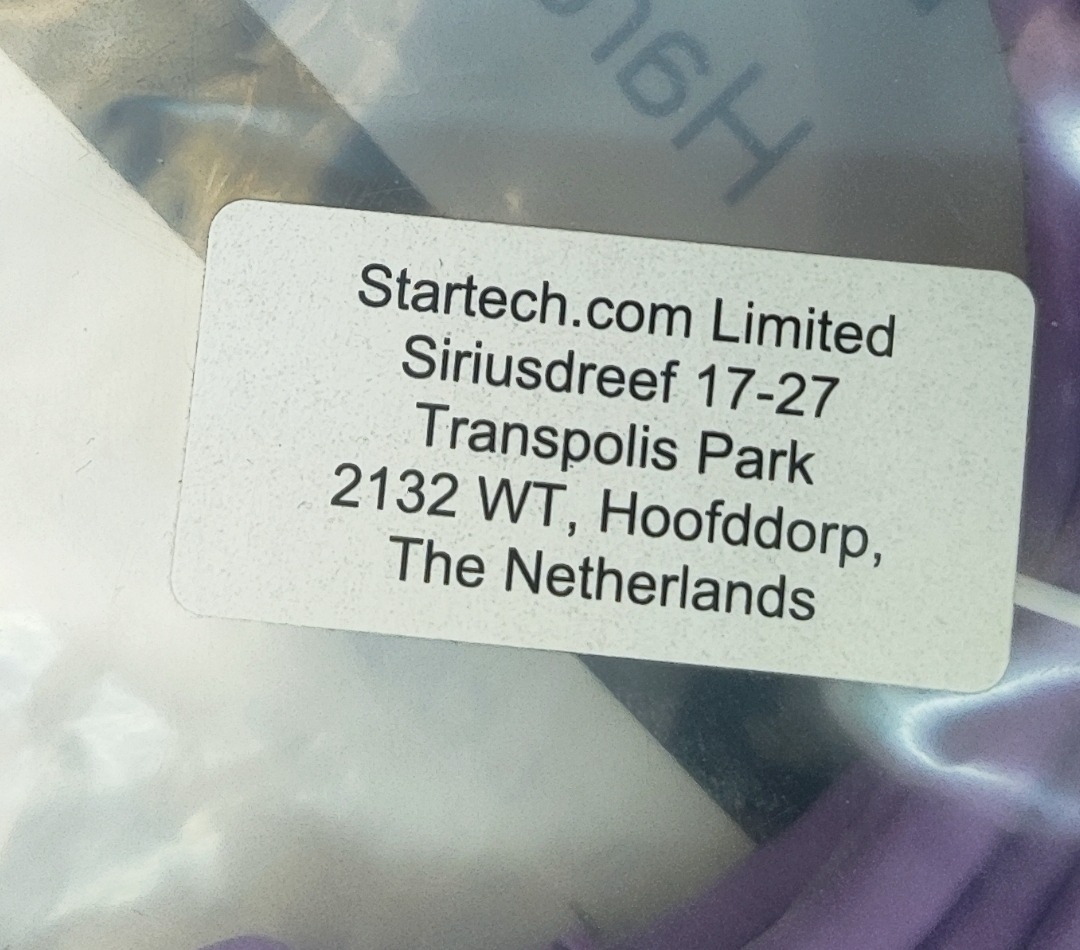 Startech.com Limited
Siriusdreef 17-27
Transpolis Park
2132 WT, Hoofddorp,
The Netherlands